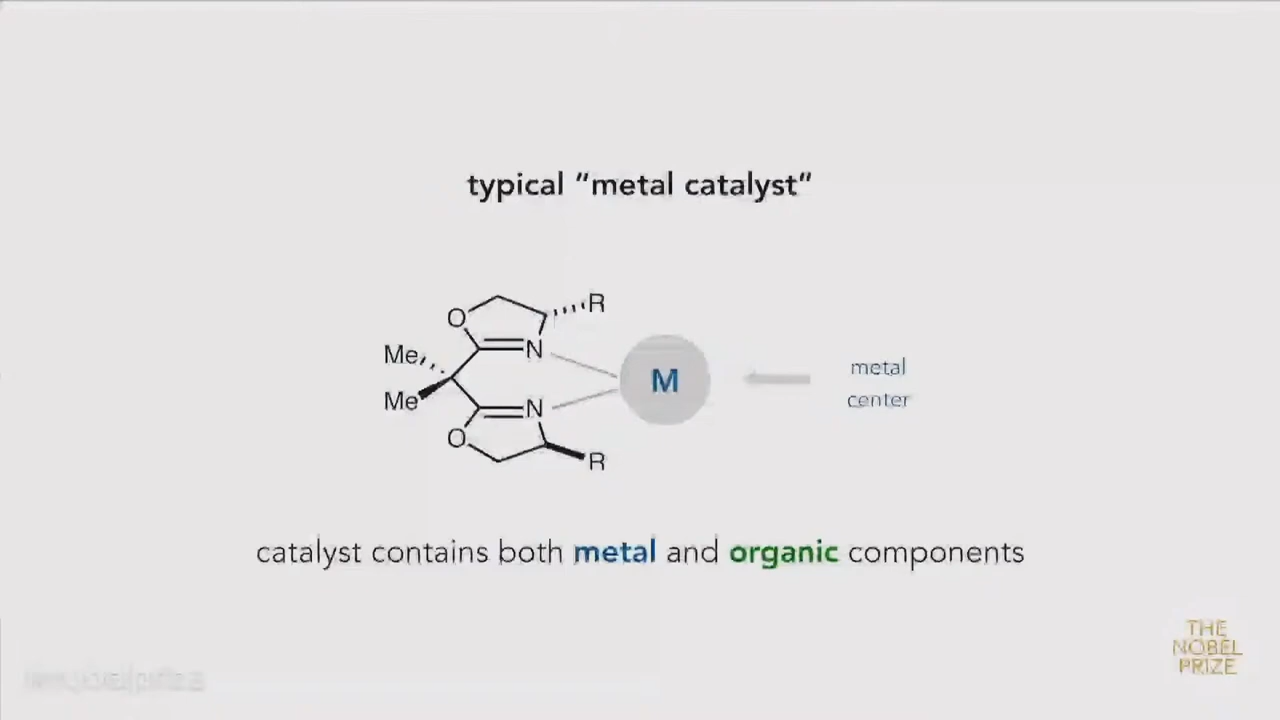 typical “metal catalyst”
O
R
Me
N
M
metal
center
Me
N
O
R
catalyst contains both metal and organic components
THE
NOBEL
PRIZE